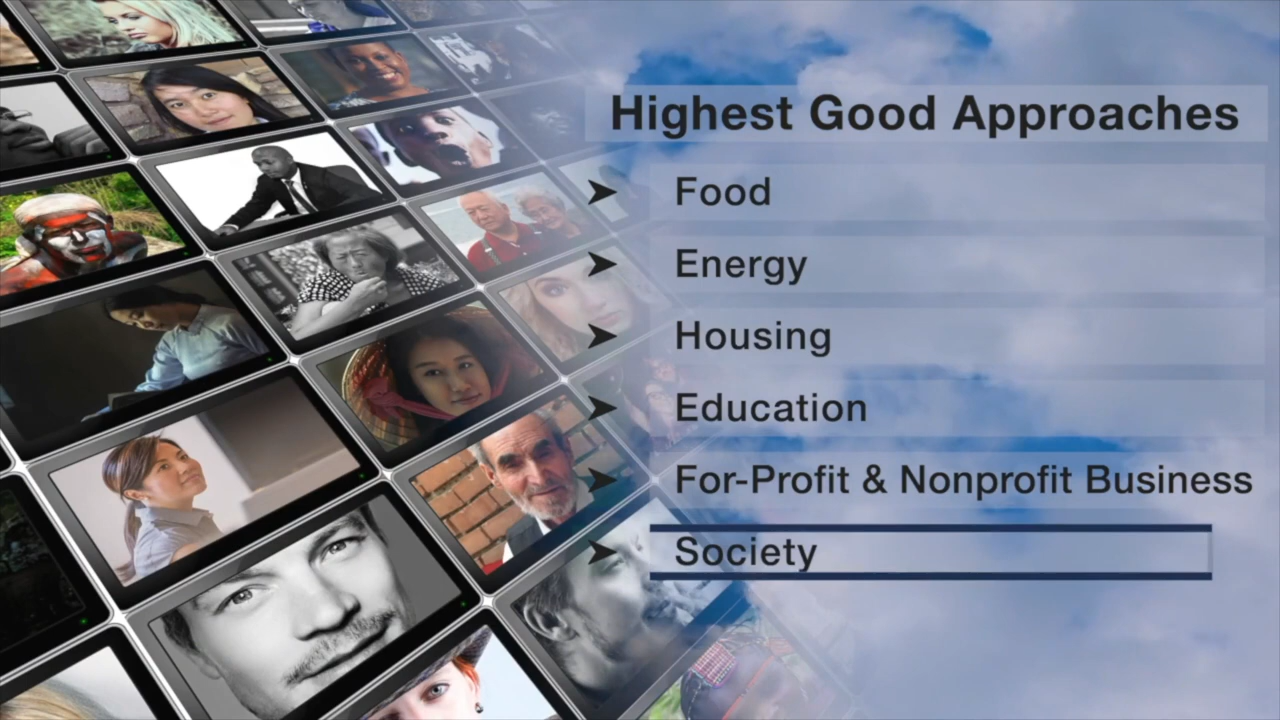 Highest Good Approaches
Food
Energy
Housing
Education
For-Profit & Nonprofit Business
Society